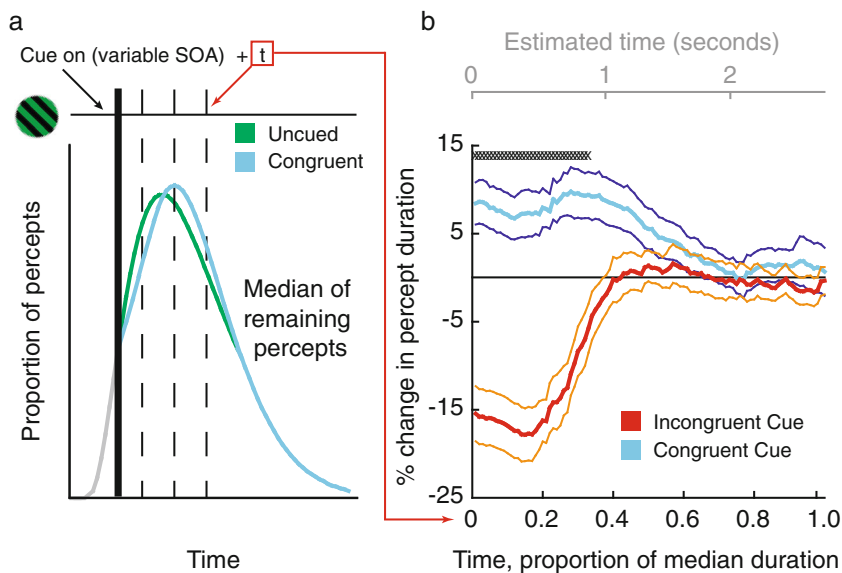 a
Cue on (variable SOA) + t
Uncued
Congruent
Proportion of percepts
Median of
remaining
percepts
Time
b
Estimated time (seconds)
0 1 2
15
5
-5
-15
-25
% change in percept duration
xxxxxxxxxxxxxxxxxxxxxxxx
Incongruent Cue
Congruent Cue
0 0.2 0.4 0.6 0.8 1.0
Time, proportion of median duration